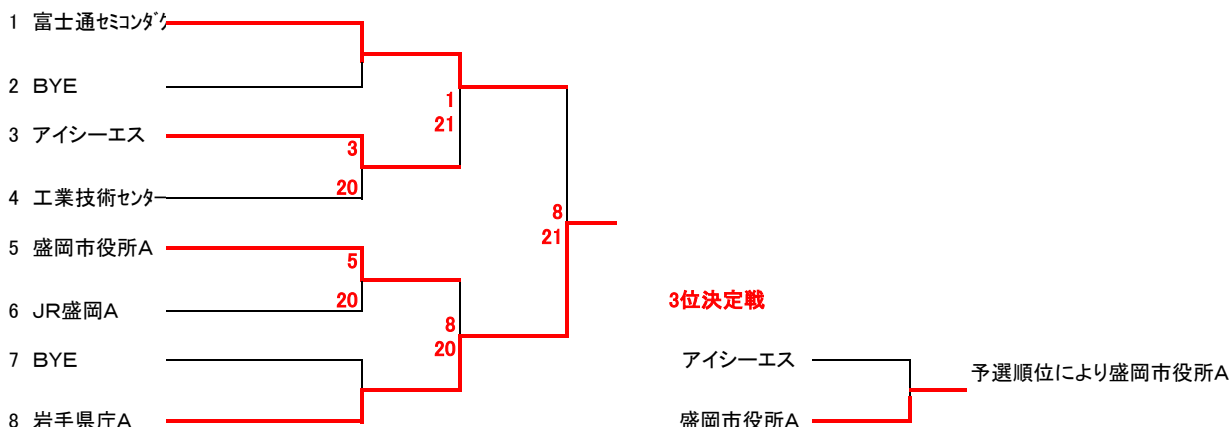 1 富士通ｾﾐｺﾝﾀﾞｸ
2 BYE
1
21
3 アイシーエス
3
20
4 工業技術ｾﾝﾀｰ
8
21
5 盛岡市役所A
5
20
6 JR盛岡A
3位決定戦
8
20
7 BYE
アイシーエス
予選順位により盛岡市役所A
8 岩手県庁A
盛岡市役所A